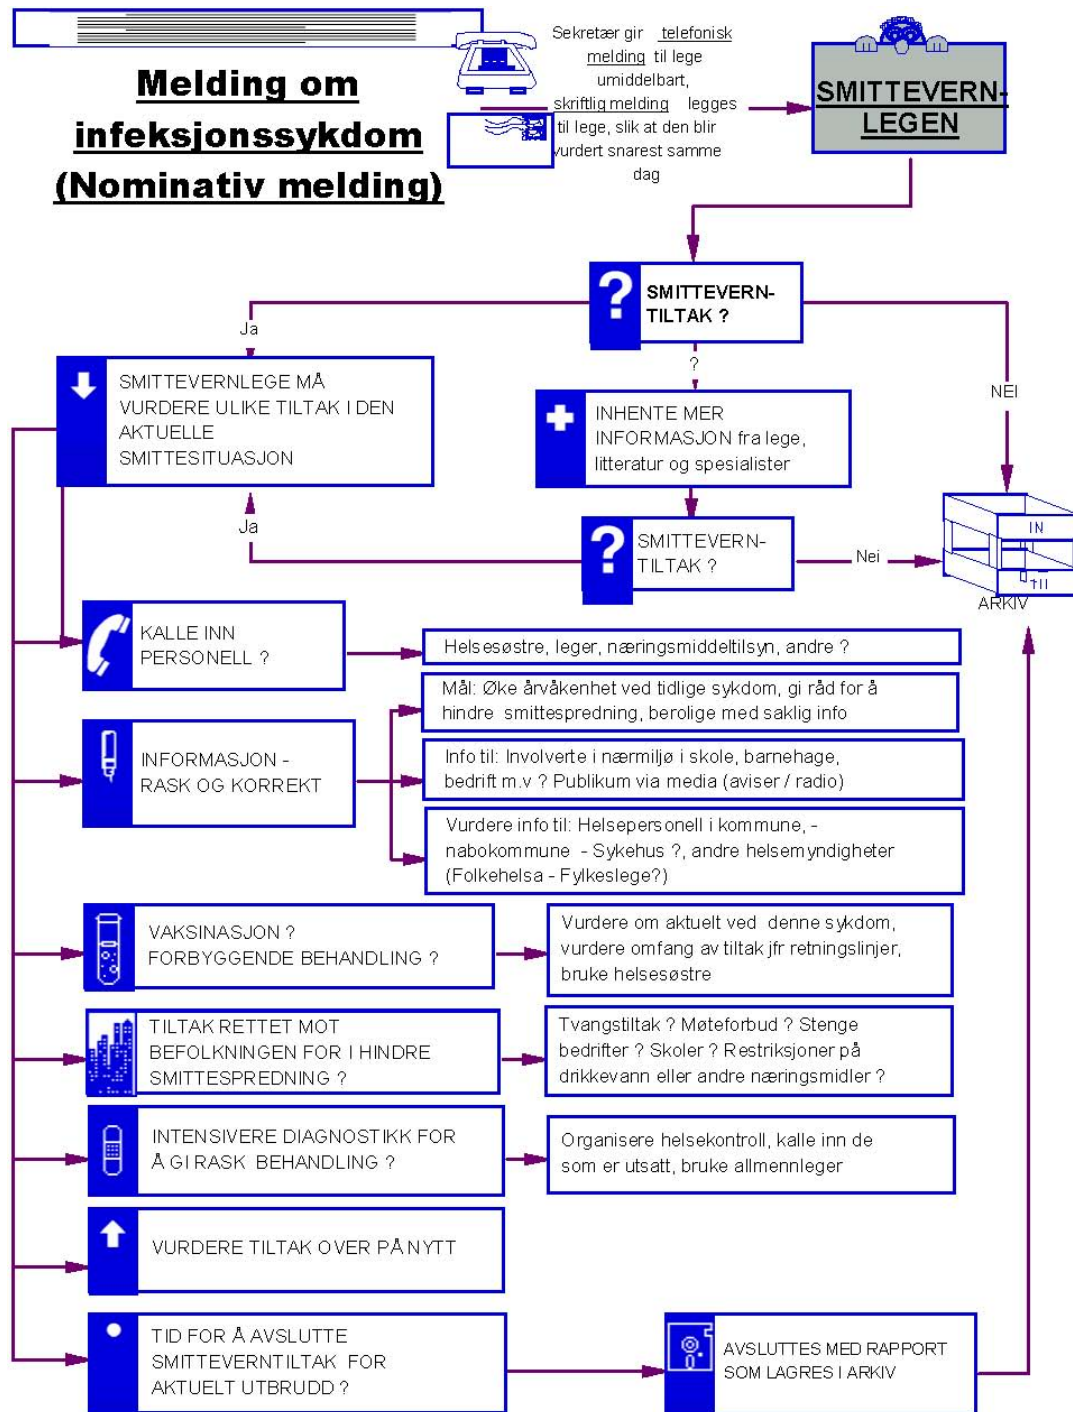 Melding om
infeksjonssykdom
(Nominativ melding)
Sekretær gir telefonisk
melding til lege
umiddelbart,
skriftlig melding legges
til lege, slik at den blir
vurdert snarest samme
dag
SMITTEVERN-
LEGEN
SMITTEVERN-
TILTAK ?
Ja
?
NEI
SMITTEVERNLEGE MÅ
VURDERE ULIKE TILTAK I DEN
AKTUELLE
SMITTESITUASJON
INHENTE MER
INFORMASJON fra lege,
litteratur og spesialister
Ja
SMITTEVERN-
TILTAK ?
Nei
IN
ARKIV
KALLE INN
PERSONELL ?
Helsesøstre, leger, næringsmiddeltilsyn, andre ?
INFORMASJON -
RASK OG KORREKT
Mål: Øke årvåkenhet ved tidlige sykdom, gi råd for å
hindre smittespredning, berolige med saklig info
Info til: Involverte i nærmiljø i skole, barnehage,
bedrift m.v ? Publikum via media (aviser / radio)
Vurdere info til: Helsepersonell i kommune, -
nabokommune - Sykehus ?, andre helsemyndigheter
(Folkehelsa - Fylkeslege?)
VAKSINASJON ?
FORBYGGENDE BEHANDLING ?
Vurdere om aktuelt ved denne sykdom,
vurdere omfang av tiltak jfr retningslinjer,
bruke helsesøstre
TILTAK RETTET MOT
BEFOLKNINGEN FOR I HINDRE
SMITTESPREDNING ?
Tvangstiltak ? Møteforbud ? Stenge
bedrifter ? Skoler ? Restriksjoner på
drikkevann eller andre næringsmidler ?
INTENSIVERE DIAGNOSTIKK FOR
Å GI RASK BEHANDLING ?
Organisere helsekontroll, kalle inn de
som er utsatt, bruke allmennleger
VURDERE TILTAK OVER PÅ NYTT
TID FOR Å AVSLUTTE
SMITTEVERNTILTAK FOR
AKTUELT UTBRUDD ?
AVSLUTTES MED RAPPORT
SOM LAGRES I ARKIV